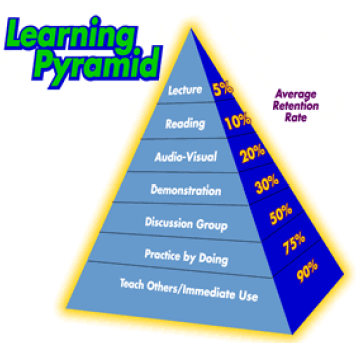 Learning
Pyramid
Average
Retention
Rate
Lecture 5%
Reading 10%
Audio-Visual 20%
Demonstration 30%
Discussion Group 50%
Practice by Doing 75%
Teach Others/Immediate Use 90%